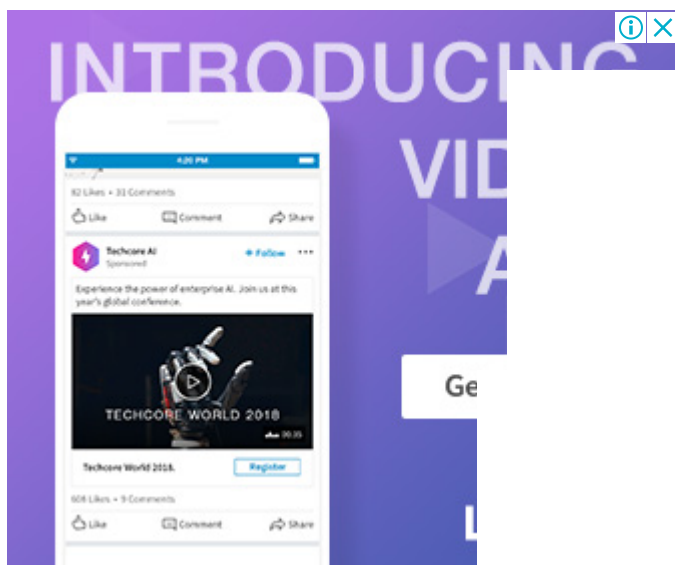 INTRODUCING
4:20 PM
82 Likes • 31 Comments
Like Comment Share
Techcore AI
Sponsored
+ Follow
Experience the power of enterprise AI. Join us at this
year's global conference.
TECHCORE WORLD 2018
00:35
Techcore World 2018.
Register
608 Likes • 9 Comments
Like Comment Share
VID
A
Ge
L